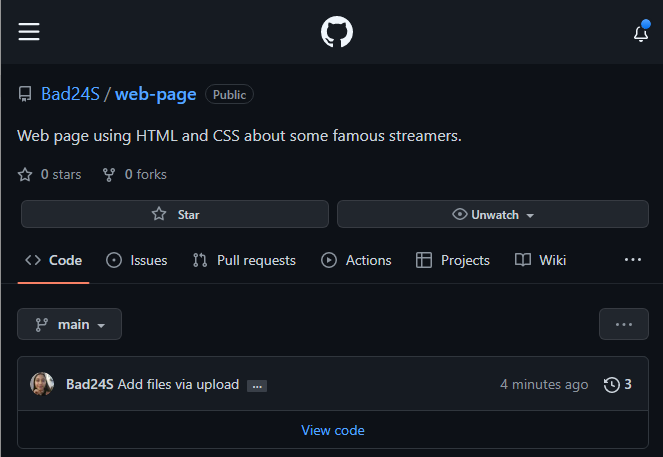 Bad24S / web-page Public
Web page using HTML and CSS about some famous streamers.
0 stars 0 forks
Star Unwatch
Code Issues Pull requests Actions Projects Wiki ...
main ...
Bad24S Add files via upload ... 4 minutes ago 3
View code